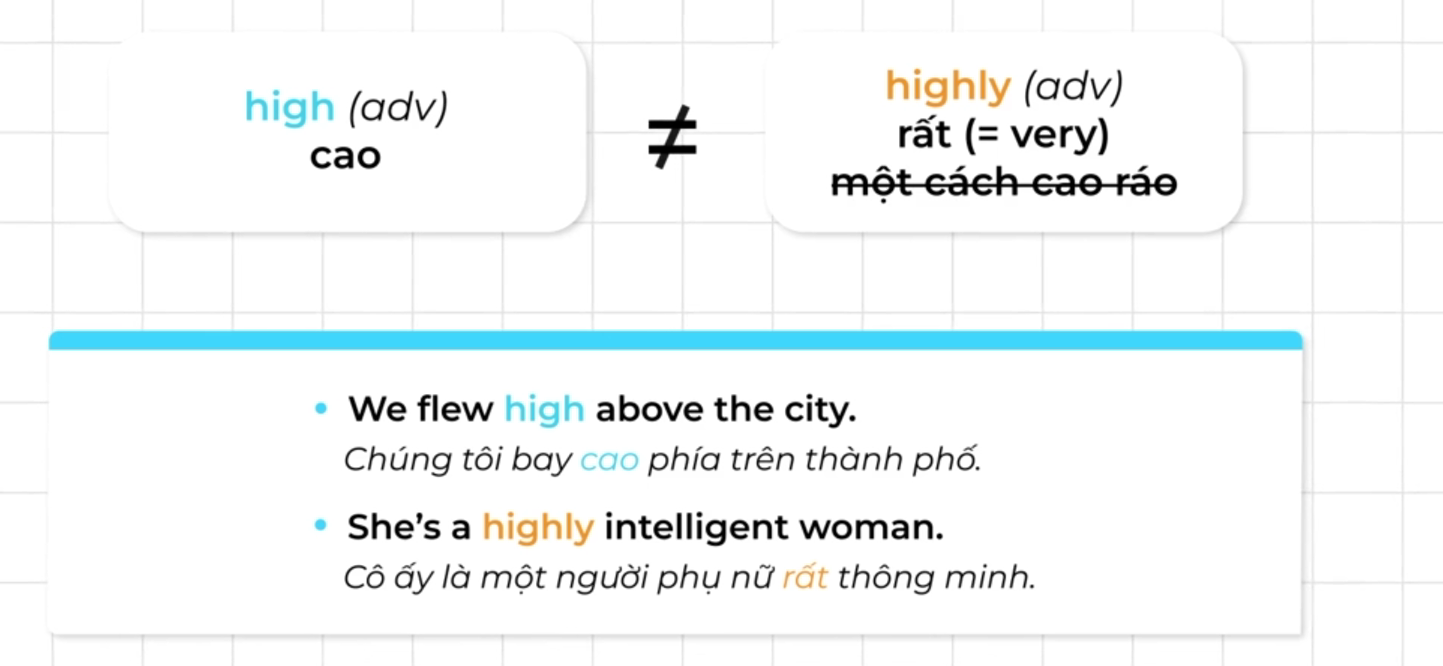 high (adv)
cao
≠
highly (adv)
rất (= very)
một cách cao ráo
• We flew high above the city.
Chúng tôi bay cao phía trên thành phố.
• She's a highly intelligent woman.
Cô ấy là một người phụ nữ rất thông minh.